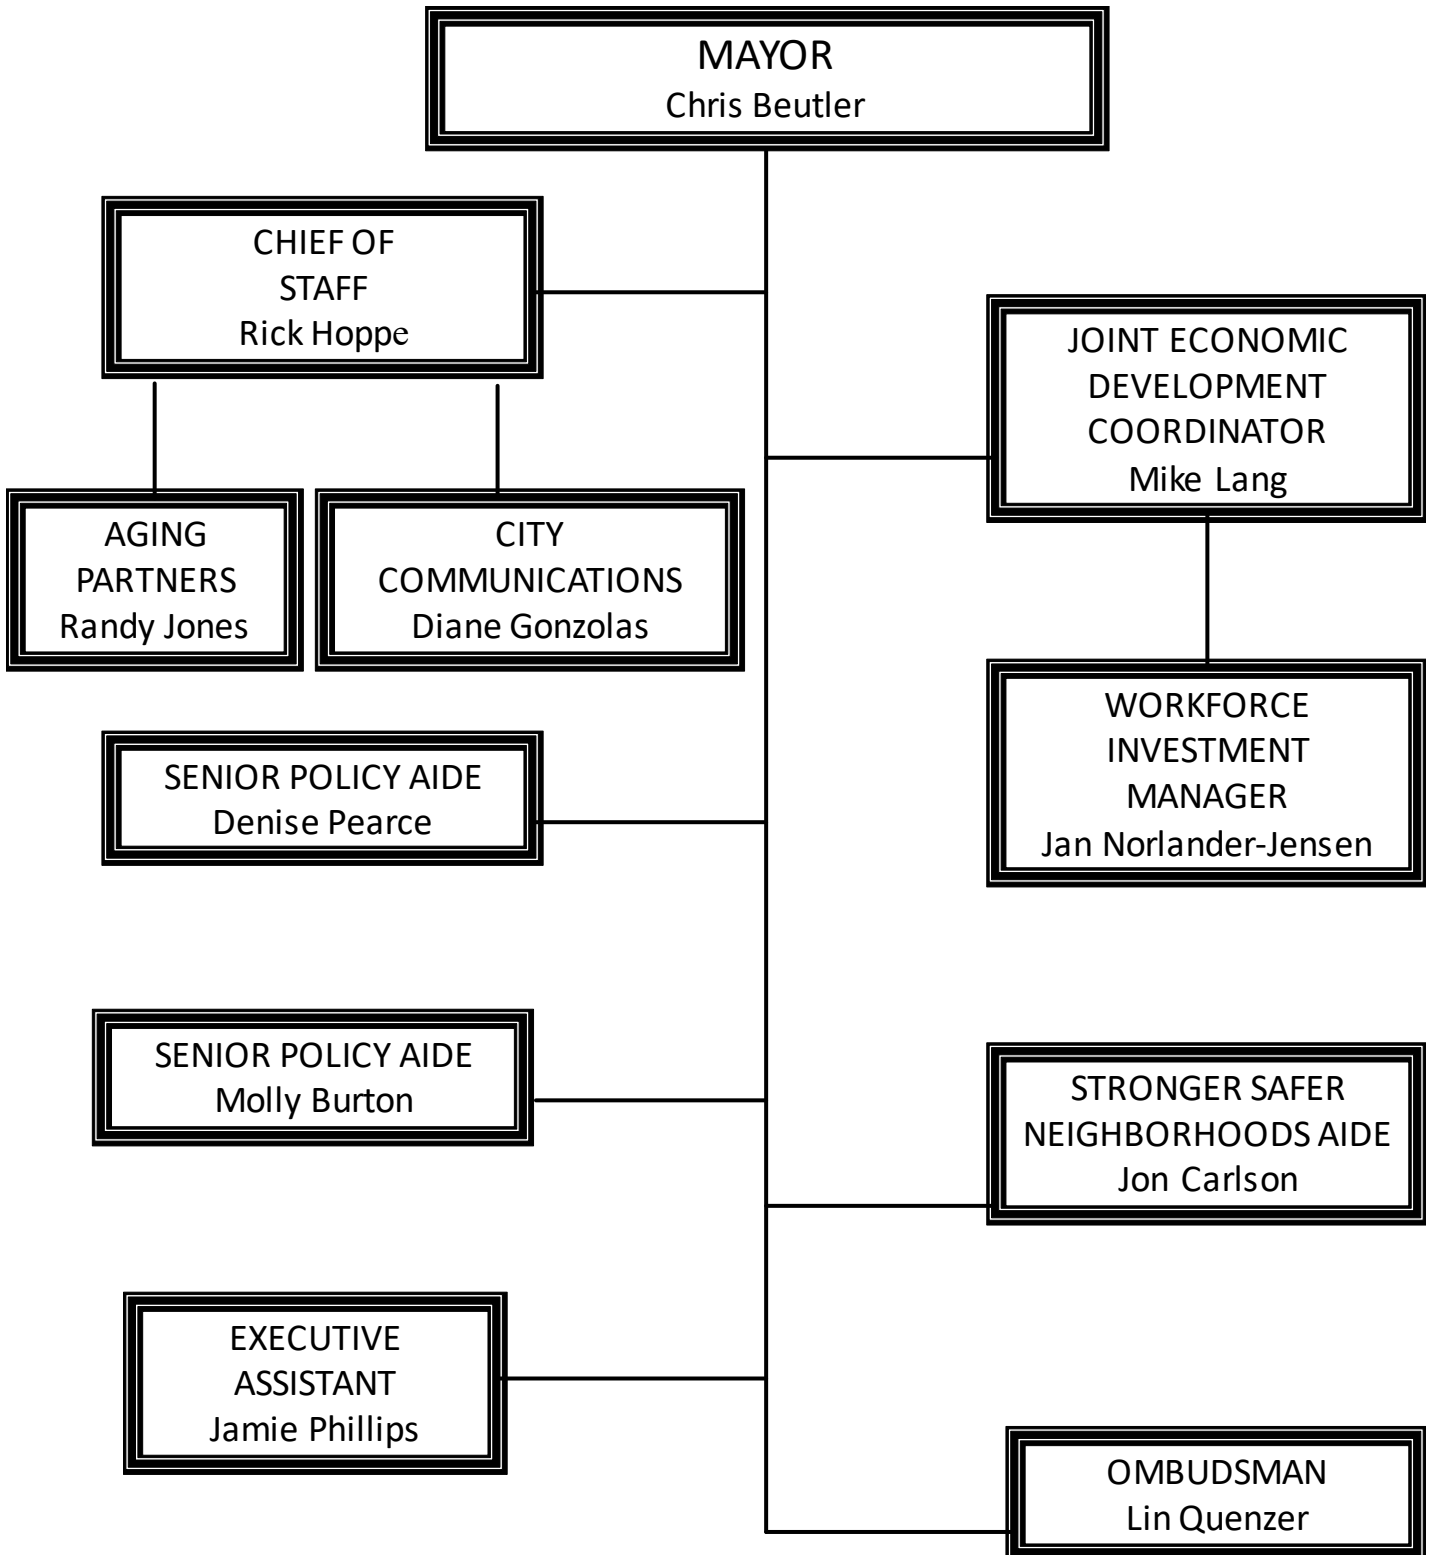 MAYOR
Chris Beutler
CHIEF OF
STAFF
Rick Hoppe
JOINT ECONOMIC
DEVELOPMENT
COORDINATOR
Mike Lang
AGING
PARTNERS
Randy Jones
CITY
COMMUNICATIONS
Diane Gonzolas
WORKFORCE
INVESTMENT
MANAGER
Jan Norlander-Jensen
SENIOR POLICY AIDE
Denise Pearce
SENIOR POLICY AIDE
Molly Burton
STRONGER SAFER
NEIGHBORHOODS AIDE
Jon Carlson
EXECUTIVE
ASSISTANT
Jamie Phillips
OMBUDSMAN
Lin Quenzer